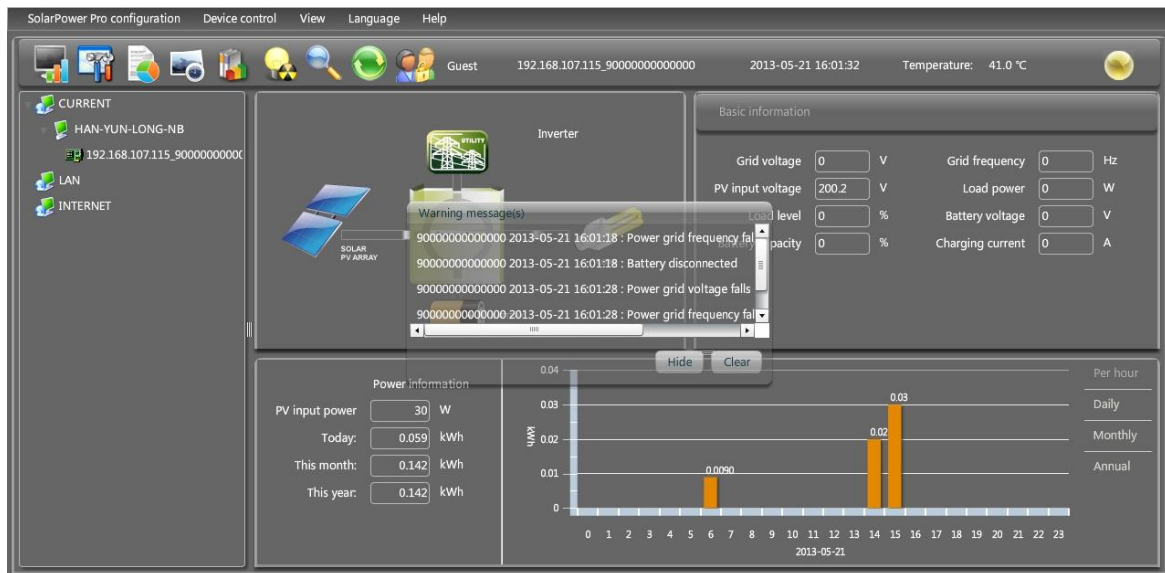 SolarPower Pro configuration Device control View Language Help
Guest 192.168.107.115_90000000000000 2013-05-21 16:01:32 Temperature: 41.0 ℃
CURRENT
HAN-YUN-LONG-NB
192.168.107.115_9000000000
LAN
INTERNET
UTILITY
Inverter
SOLAR
PV ARRAY
Basic information
Grid voltage 0 V Grid frequency 0 Hz
PV input voltage 200.2 V Load power 0 W
Load level 0 % Battery voltage 0 V
pacity 0 % Charging current 0 A
Warning message(s)
90000000000000 2013-05-21 16:01:18 : Power grid frequency fal
90000000000000 2013-05-21 16:01:18 : Battery disconnected
90000000000000 2013-05-21 16:01:28 : Power grid voltage falls
90000000000000 2013-05-21 16:01:28 : Power grid frequency fal
Hide Clear
Power information
PV input power 30 W
Today: 0.059 kWh
This month: 0.142 kWh
This year: 0.142 kWh
kWh
0.04
0.03
0.02
0.01
0
0.0090
0.02
0.03
0 1 2 3 4 5 6 7 8 9 10 11 12 13 14 15 16 17 18 19 20 21 22 23
2013-05-21
Per hour
Daily
Monthly
Annual